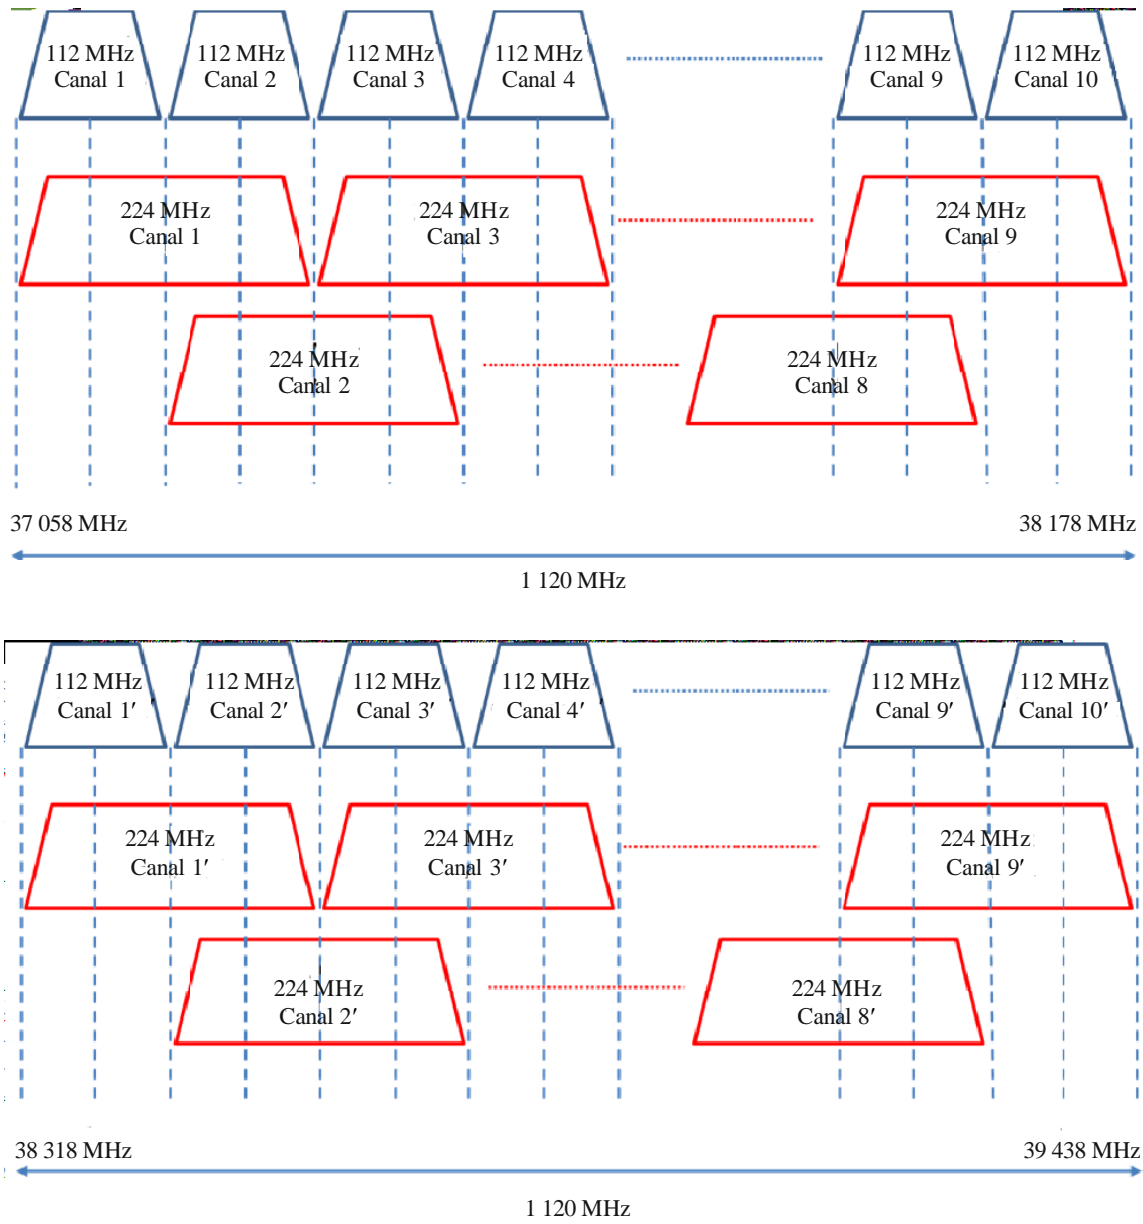 112 MHz
Canal 1
112 MHz
Canal 2
112 MHz
Canal 3
112 MHz
Canal 4
112 MHz
Canal 9
112 MHz
Canal 10
224 MHz
Canal 1
224 MHz
Canal 3
224 MHz
Canal 9
224 MHz
Canal 2
224 MHz
Canal 8
37 058 MHz
38 178 MHz
1 120 MHz
112 MHz
Canal 1′
112 MHz
Canal 2′
112 MHz
Canal 3′
112 MHz
Canal 4′
112 MHz
Canal 9′
112 MHz
Canal 10′
224 MHz
Canal 1′
224 MHz
Canal 3′
224 MHz
Canal 9′
224 MHz
Canal 2′
224 MHz
Canal 8′
38 318 MHz
39 438 MHz
1 120 MHz